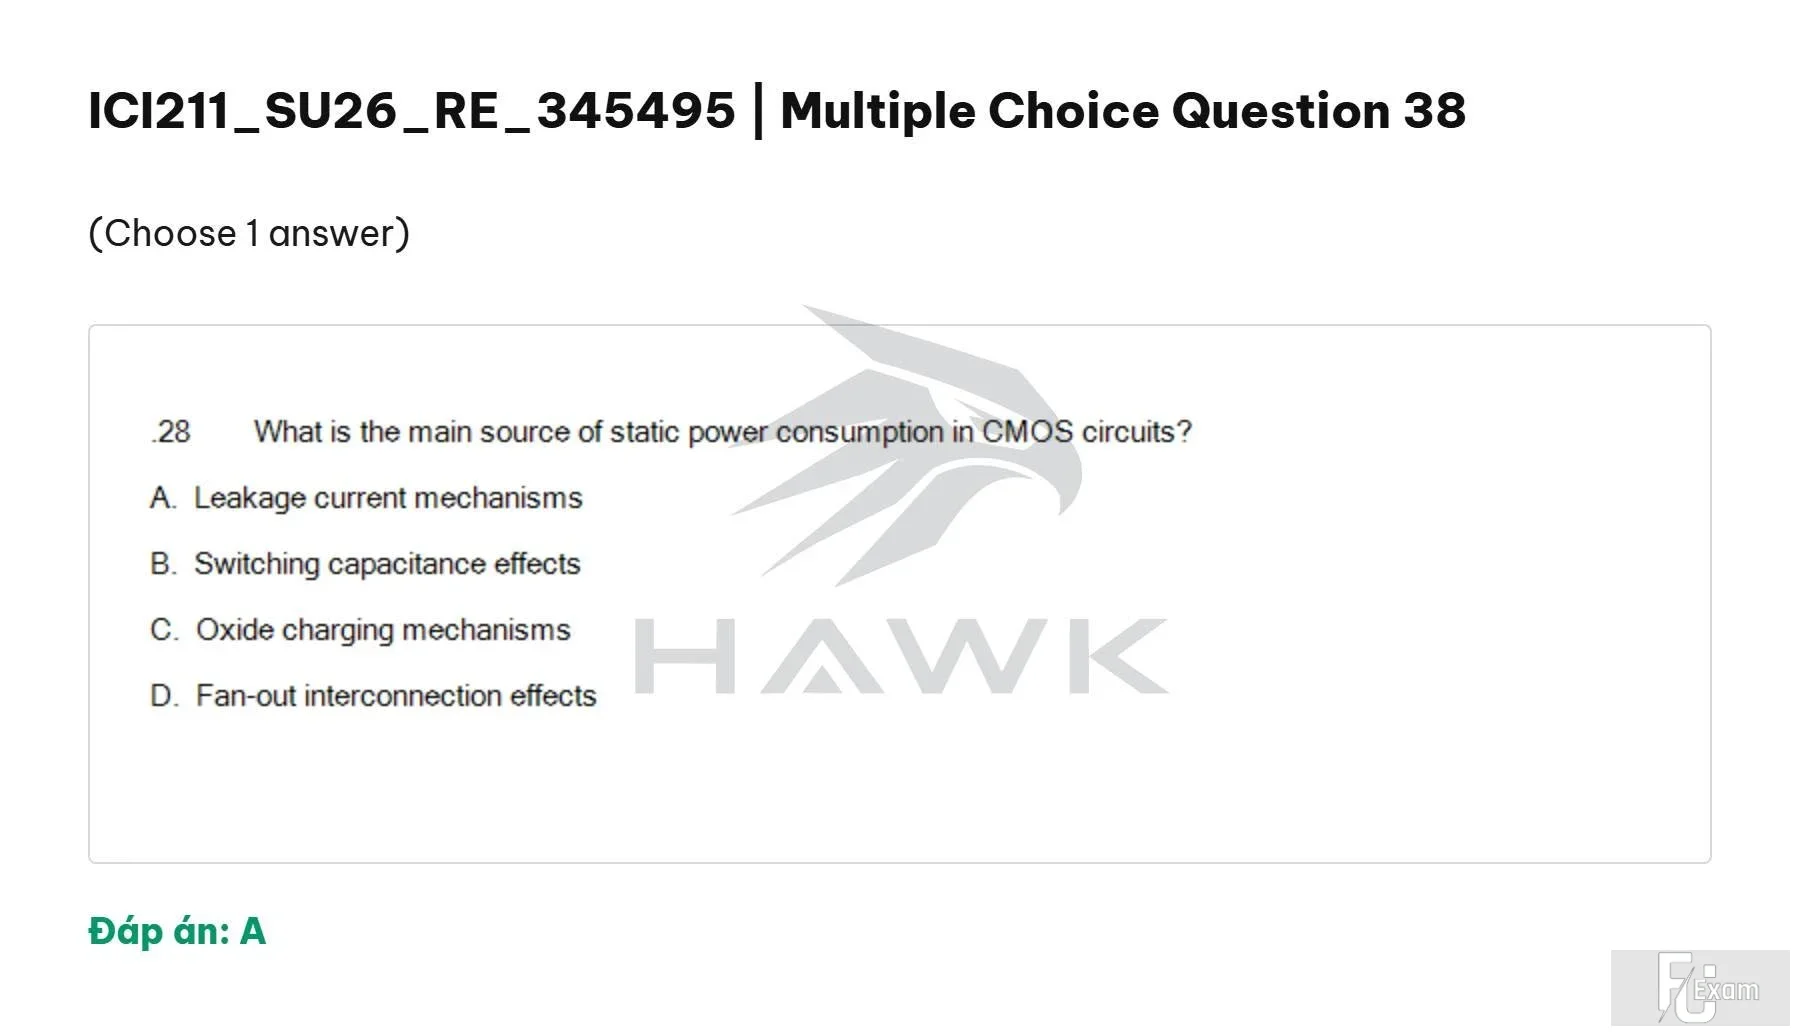 ICI211_SU26_RE_345495 | Multiple Choice Question 38
(Choose 1 answer)
.28 What is the main source of static power consumption in CMOS circuits?
A. Leakage current mechanisms
B. Switching capacitance effects
C. Oxide charging mechanisms
D. Fan-out interconnection effects
HAWK
Đáp án: A
FU Exam